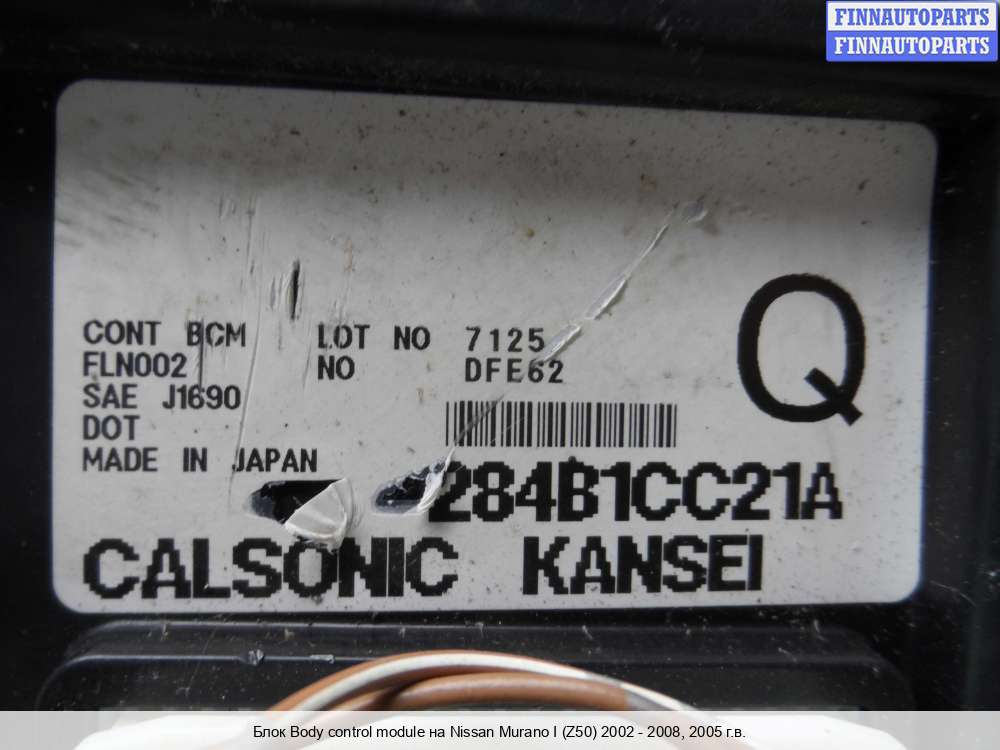 FINNAUTOPARTS
FINNAUTOPARTS
CONT BCM LOT NO 7125
FLN002 NO DFE62
SAE J1690
DOT
MADE IN JAPAN
Q
284B1CC21A
CALSONIC KANSEI
Блок Body control module на Nissan Murano I (Z50) 2002 - 2008, 2005 г.в.